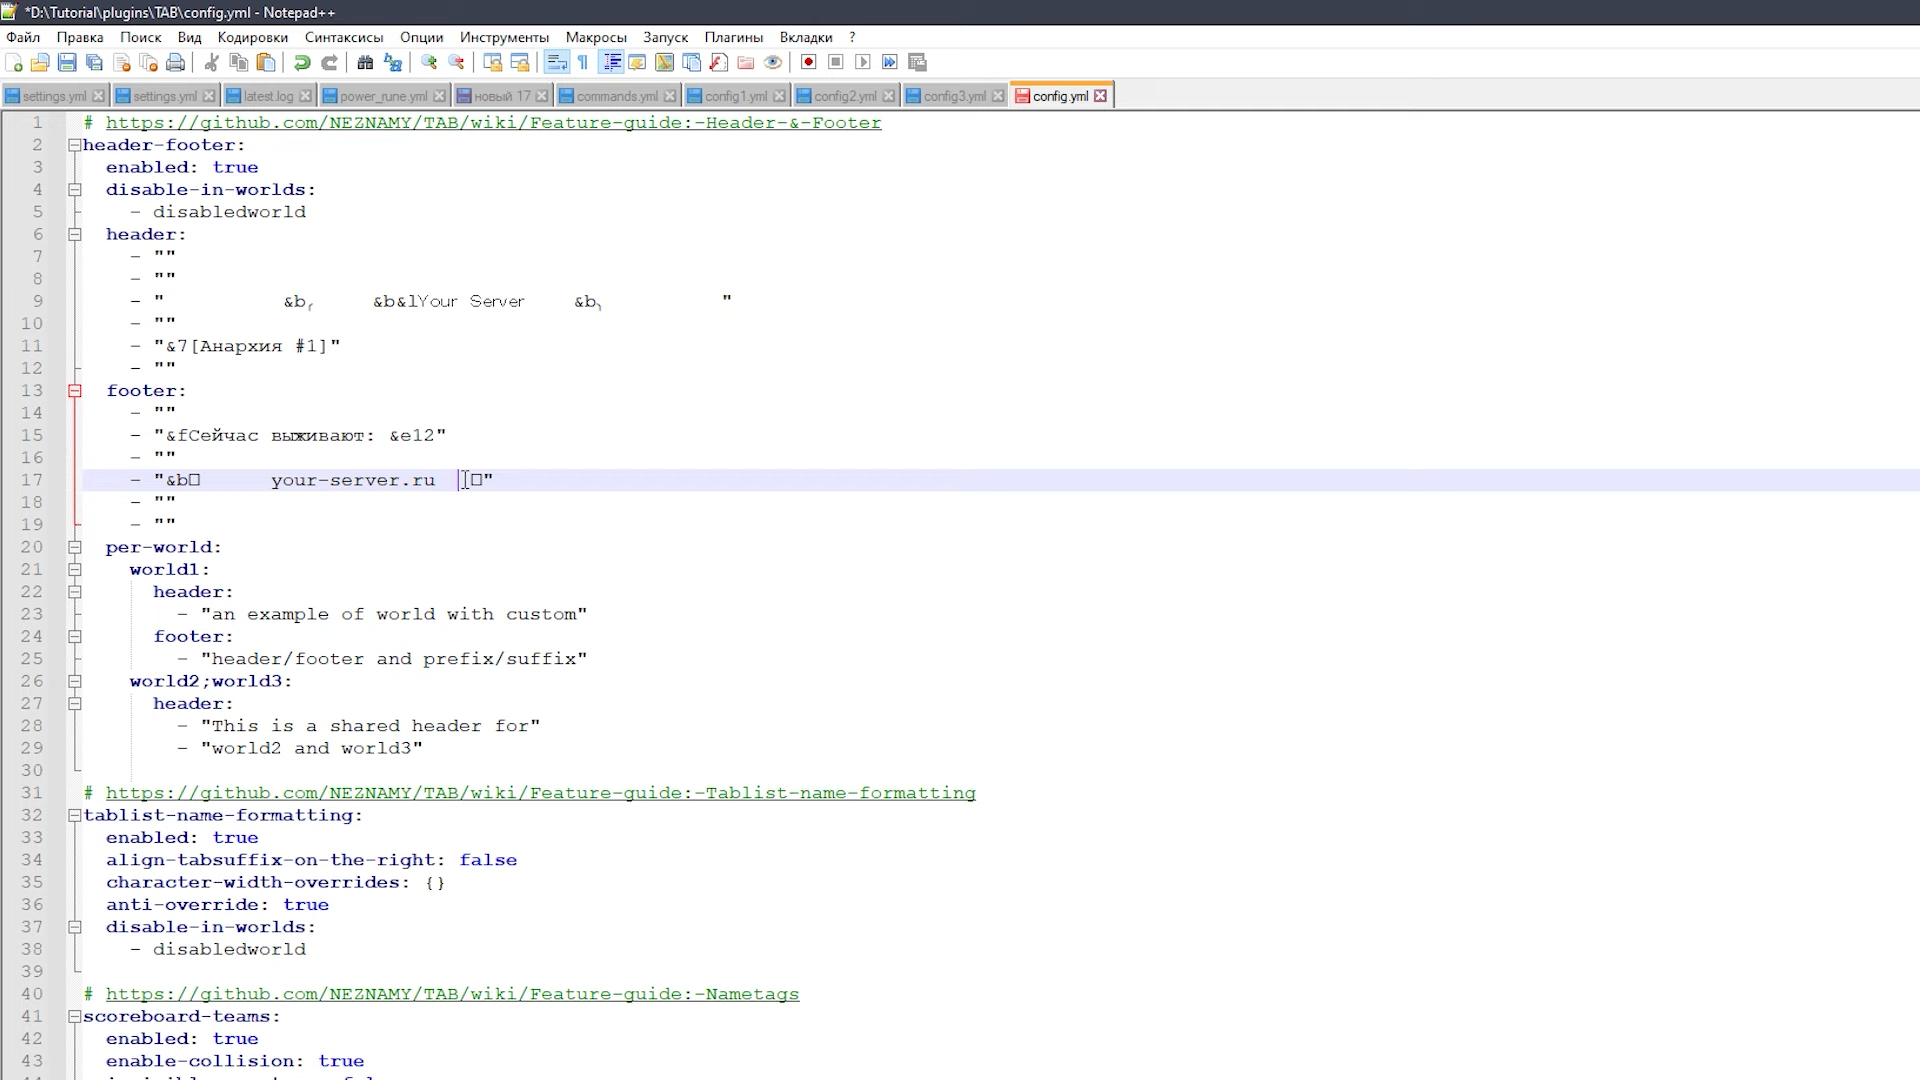 *D:\Tutorial\plugins\TAB\config.yml - Notepad++
Файл Правка Поиск Вид Кодировки Синтаксисы Опции Инструменты Макросы Запуск Плагины Вкладки ?
settings.yml settings.yml latest.log power_rune.yml новый 17 commands.yml config1.yml config2.yml config3.yml config.yml
1 # https://github.com/NEZNAMY/TAB/wiki/Feature-guide:-Header-&-Footer
2 header-footer:
3 enabled: true
4 disable-in-worlds:
5 - disabledworld
6 header:
7 - ""
8 - ""
9 - " &b╭ &b&lYour Server &b╮ "
10 - ""
11 - "&7[Анархия #1]"
12 - ""
13 footer:
14 - ""
15 - "&fСейчас выживают: &e12"
16 - ""
17 - "&b□ your-server.ru □"
18 - ""
19 - ""
20 per-world:
21 world1:
22 header:
23 - "an example of world with custom"
24 footer:
25 - "header/footer and prefix/suffix"
26 world2;world3:
27 header:
28 - "This is a shared header for"
29 - "world2 and world3"
30
31 # https://github.com/NEZNAMY/TAB/wiki/Feature-guide:-Tablist-name-formatting
32 tablist-name-formatting:
33 enabled: true
34 align-tabsuffix-on-the-right: false
35 character-width-overrides: {}
36 anti-override: true
37 disable-in-worlds:
38 - disabledworld
39
40 # https://github.com/NEZNAMY/TAB/wiki/Feature-guide:-Nametags
41 scoreboard-teams:
42 enabled: true
43 enable-collision: true